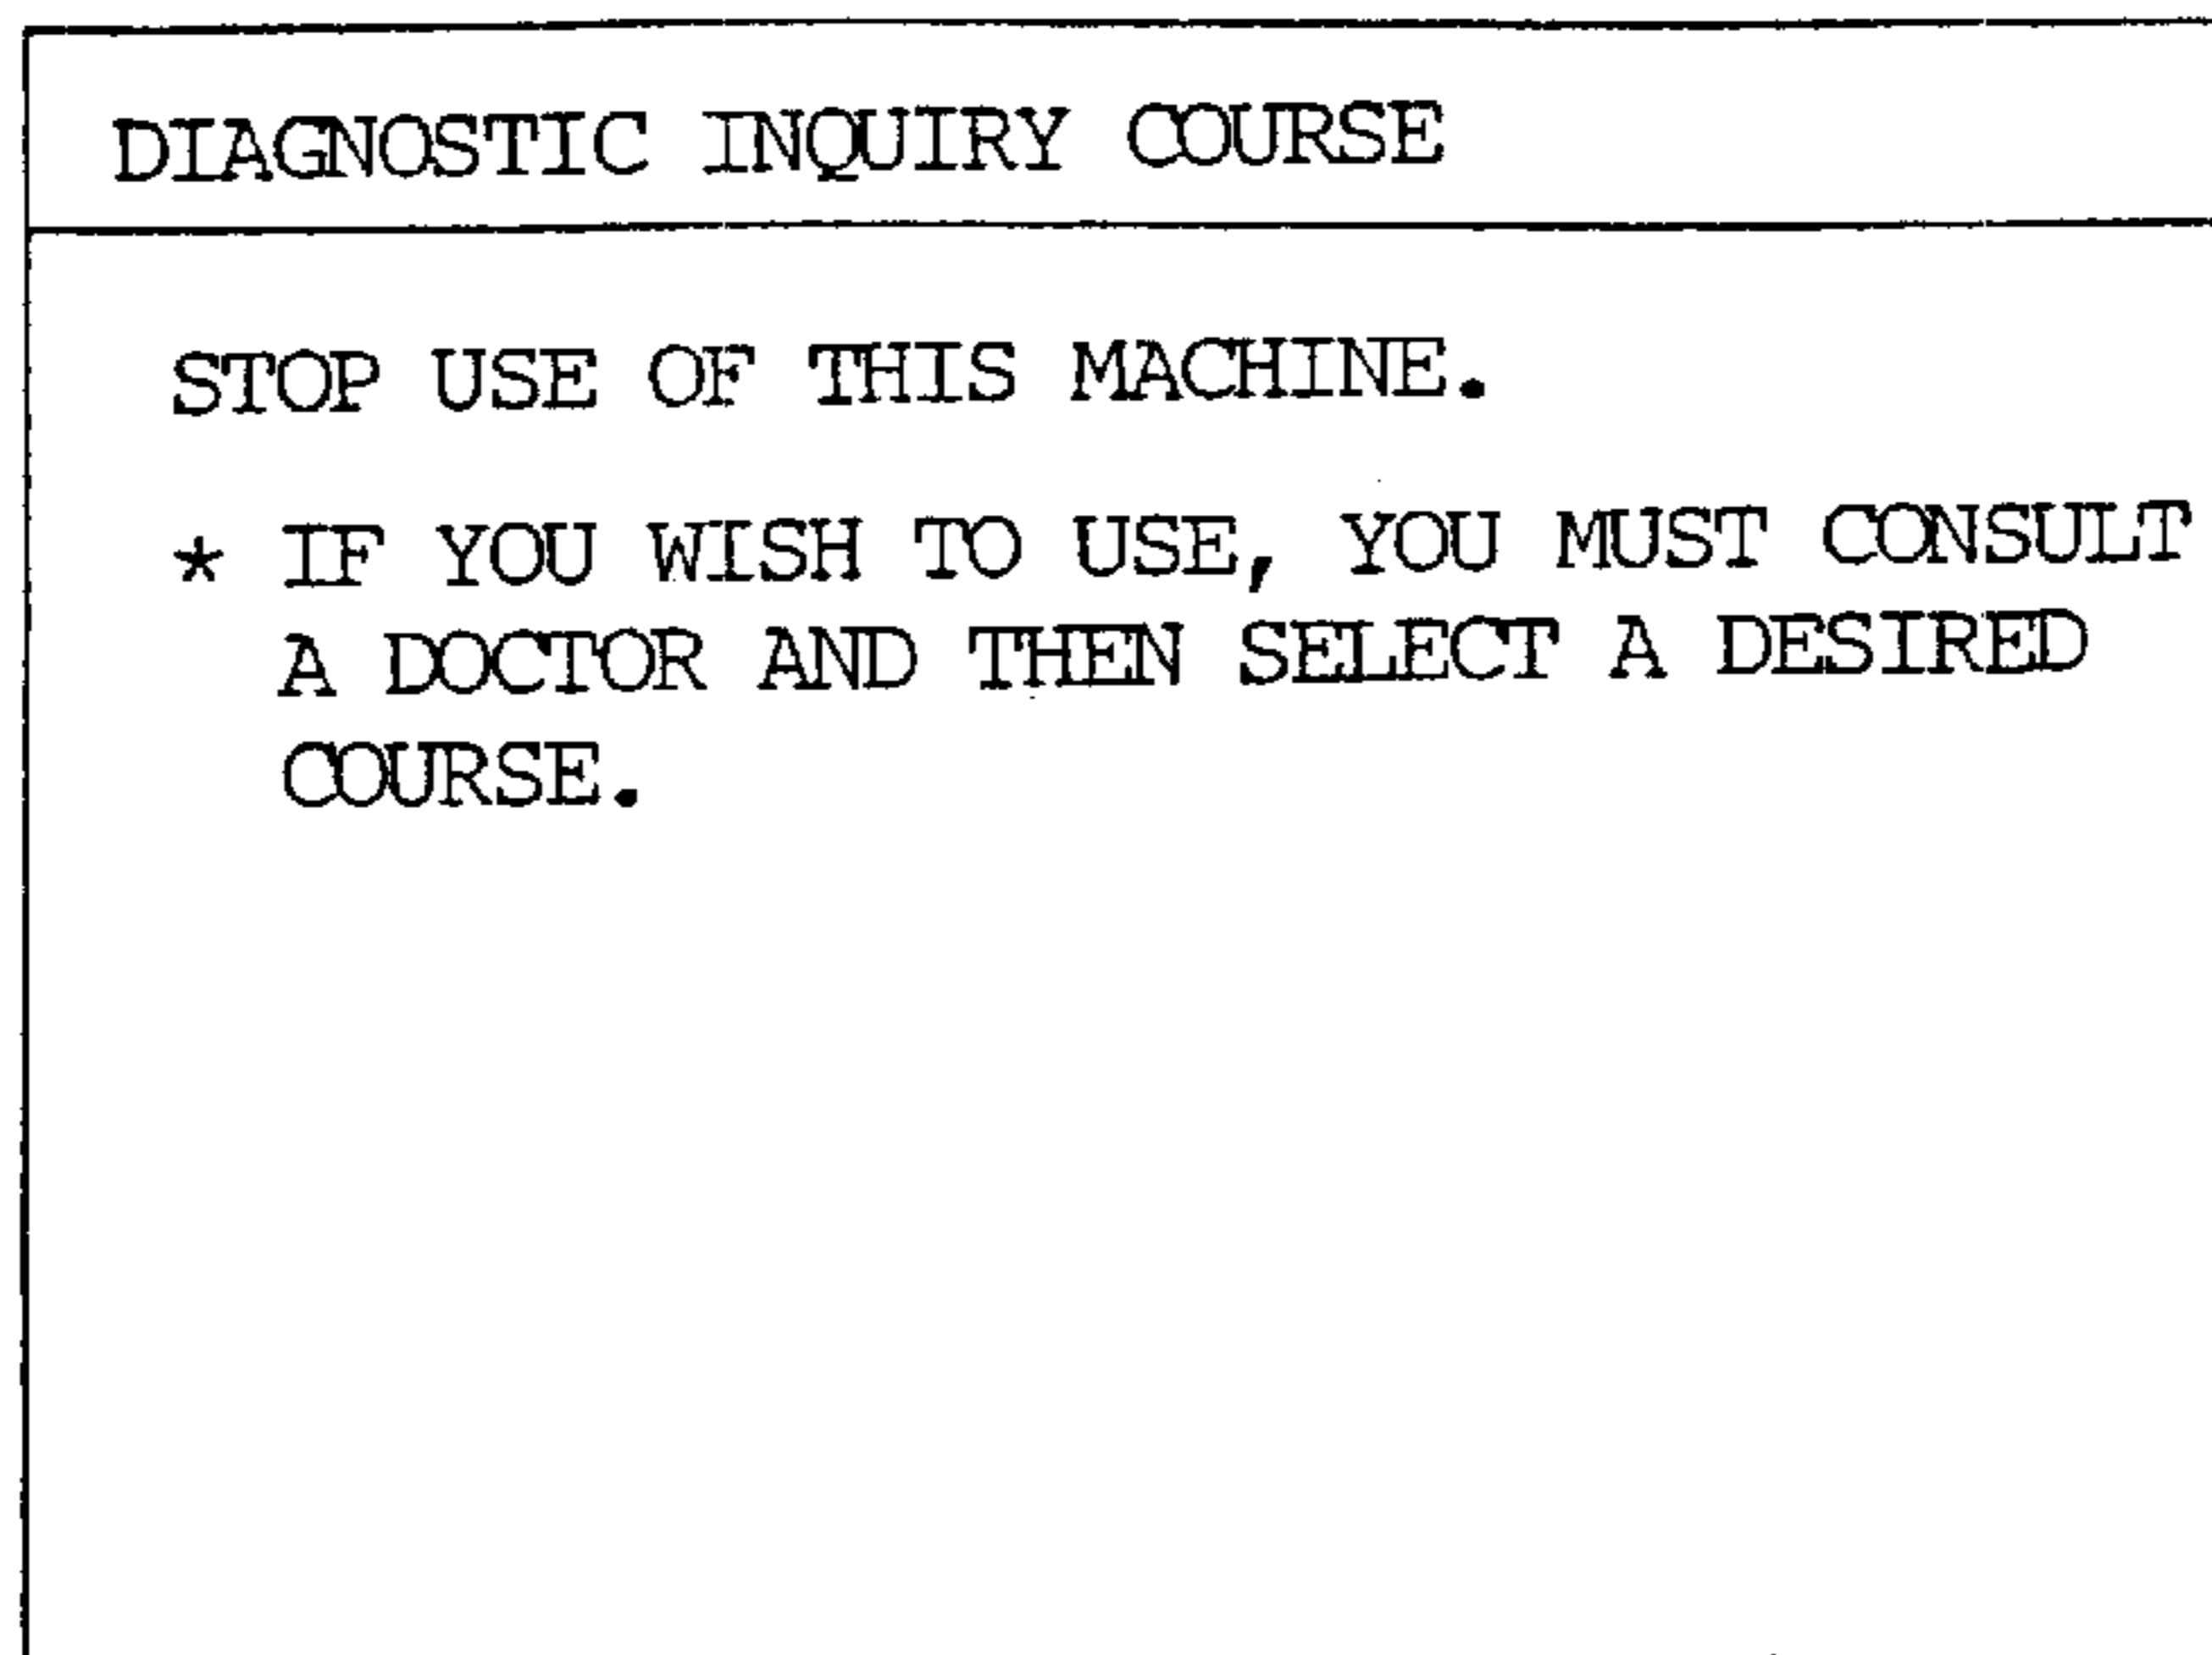 DIAGNOSTIC INQUIRY COURSE
STOP USE OF THIS MACHINE.
* IF YOU WISH TO USE, YOU MUST CONSULT
A DOCTOR AND THEN SELECT A DESIRED
COURSE.